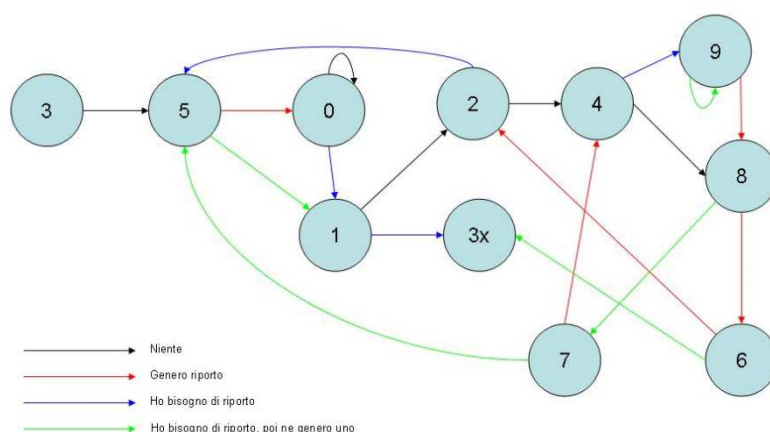 9
3
5
0
2
4
8
1
3x
7
6
Niente
Genero riporto
Ho bisogno di riporto
Ho bisogno di riporto, poi ne genero uno